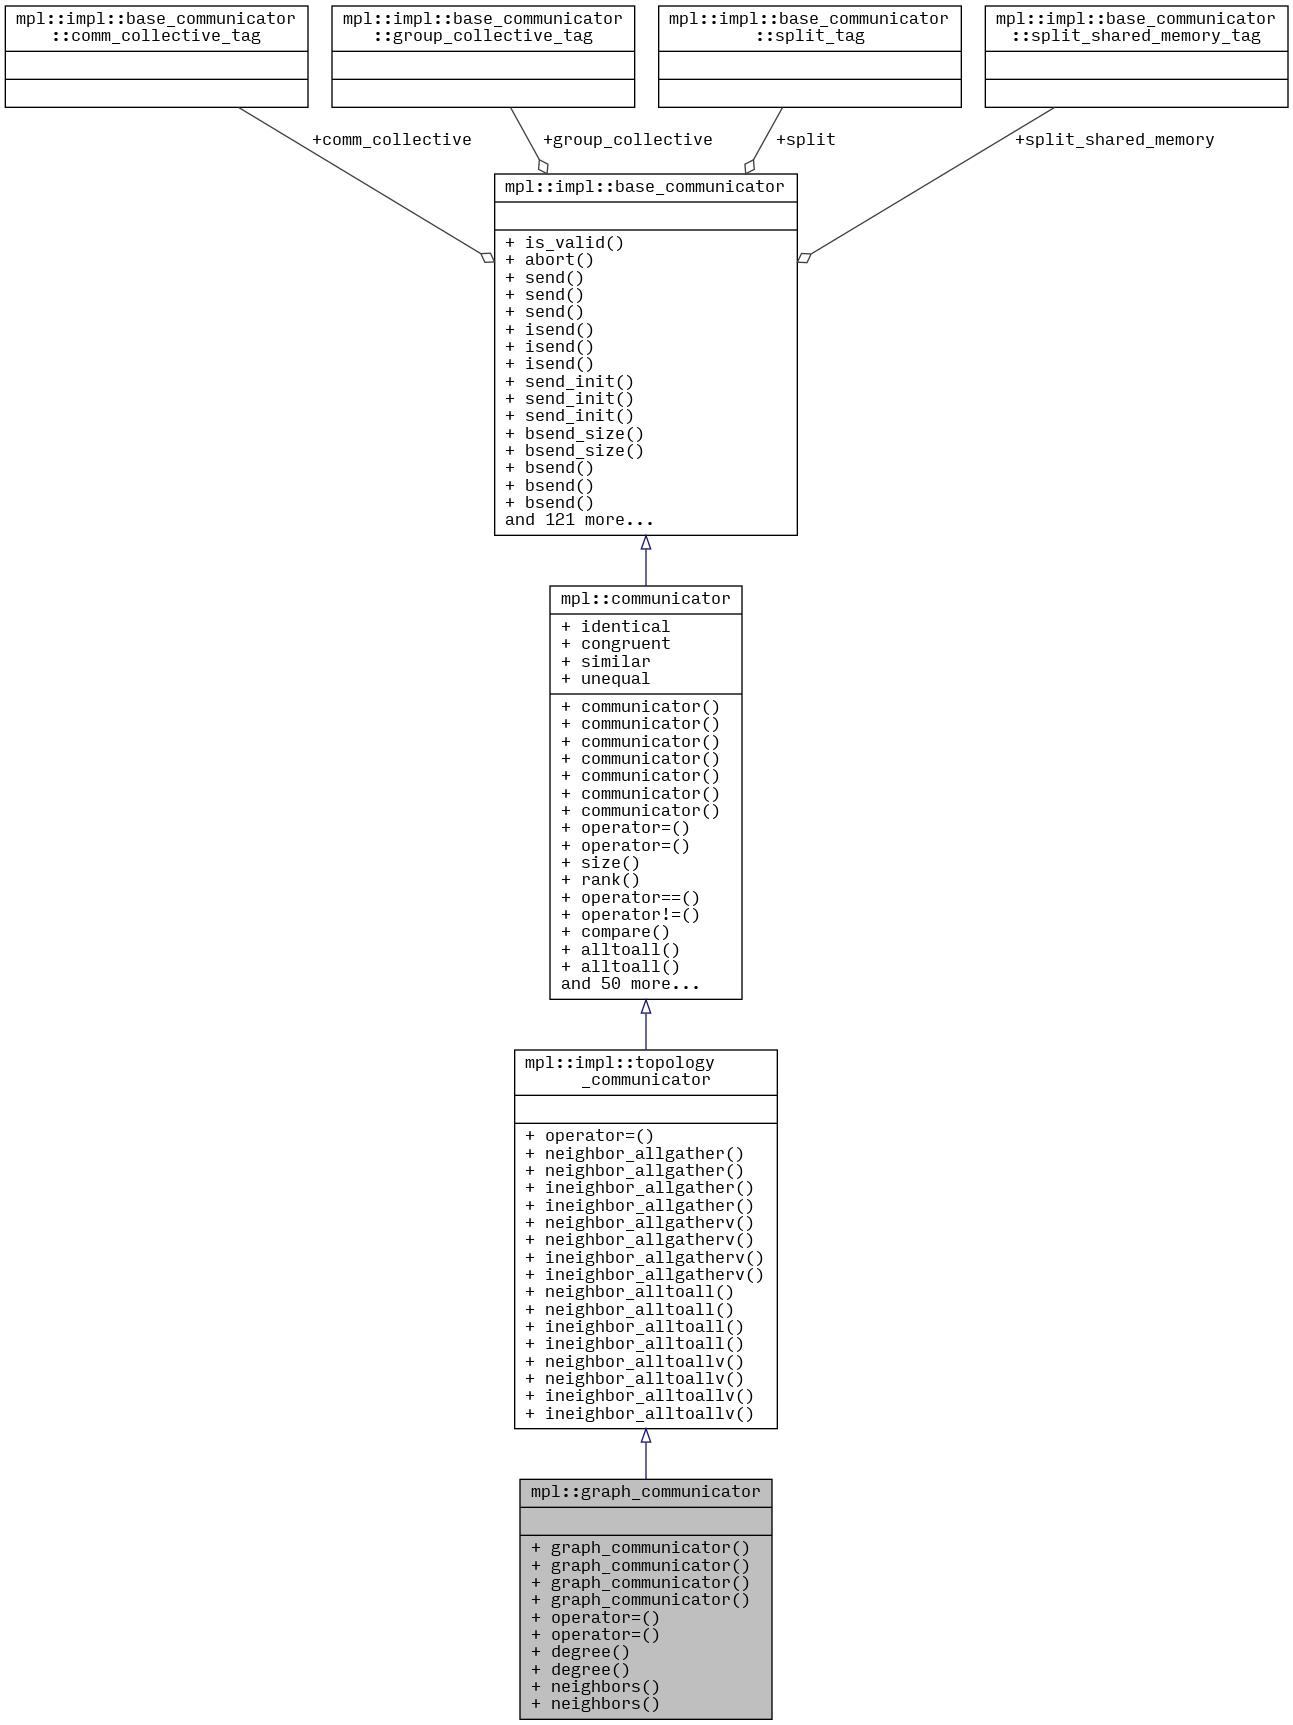 mpl::impl::base_communicator
::comm_collective_tag
mpl::impl::base_communicator
::group_collective_tag
mpl::impl::base_communicator
::split_tag
mpl::impl::base_communicator
::split_shared_memory_tag
+comm_collective
+group_collective
+split
+split_shared_memory
mpl::impl::base_communicator
+ is_valid()
+ abort()
+ send()
+ send()
+ send()
+ isend()
+ isend()
+ isend()
+ send_init()
+ send_init()
+ send_init()
+ bsend_size()
+ bsend_size()
+ bsend()
+ bsend()
+ bsend()
and 121 more...
mpl::communicator
+ identical
+ congruent
+ similar
+ unequal
+ communicator()
+ communicator()
+ communicator()
+ communicator()
+ communicator()
+ communicator()
+ communicator()
+ operator=()
+ operator=()
+ size()
+ rank()
+ operator==()
+ operator!=()
+ compare()
+ alltoall()
+ alltoall()
and 50 more...
mpl::impl::topology
_communicator
+ operator=()
+ neighbor_allgather()
+ neighbor_allgather()
+ ineighbor_allgather()
+ ineighbor_allgather()
+ neighbor_allgatherv()
+ neighbor_allgatherv()
+ ineighbor_allgatherv()
+ ineighbor_allgatherv()
+ neighbor_alltoall()
+ neighbor_alltoall()
+ ineighbor_alltoall()
+ ineighbor_alltoall()
+ neighbor_alltoallv()
+ neighbor_alltoallv()
+ ineighbor_alltoallv()
+ ineighbor_alltoallv()
mpl::graph_communicator
+ graph_communicator()
+ graph_communicator()
+ graph_communicator()
+ graph_communicator()
+ operator=()
+ operator=()
+ degree()
+ degree()
+ neighbors()
+ neighbors()